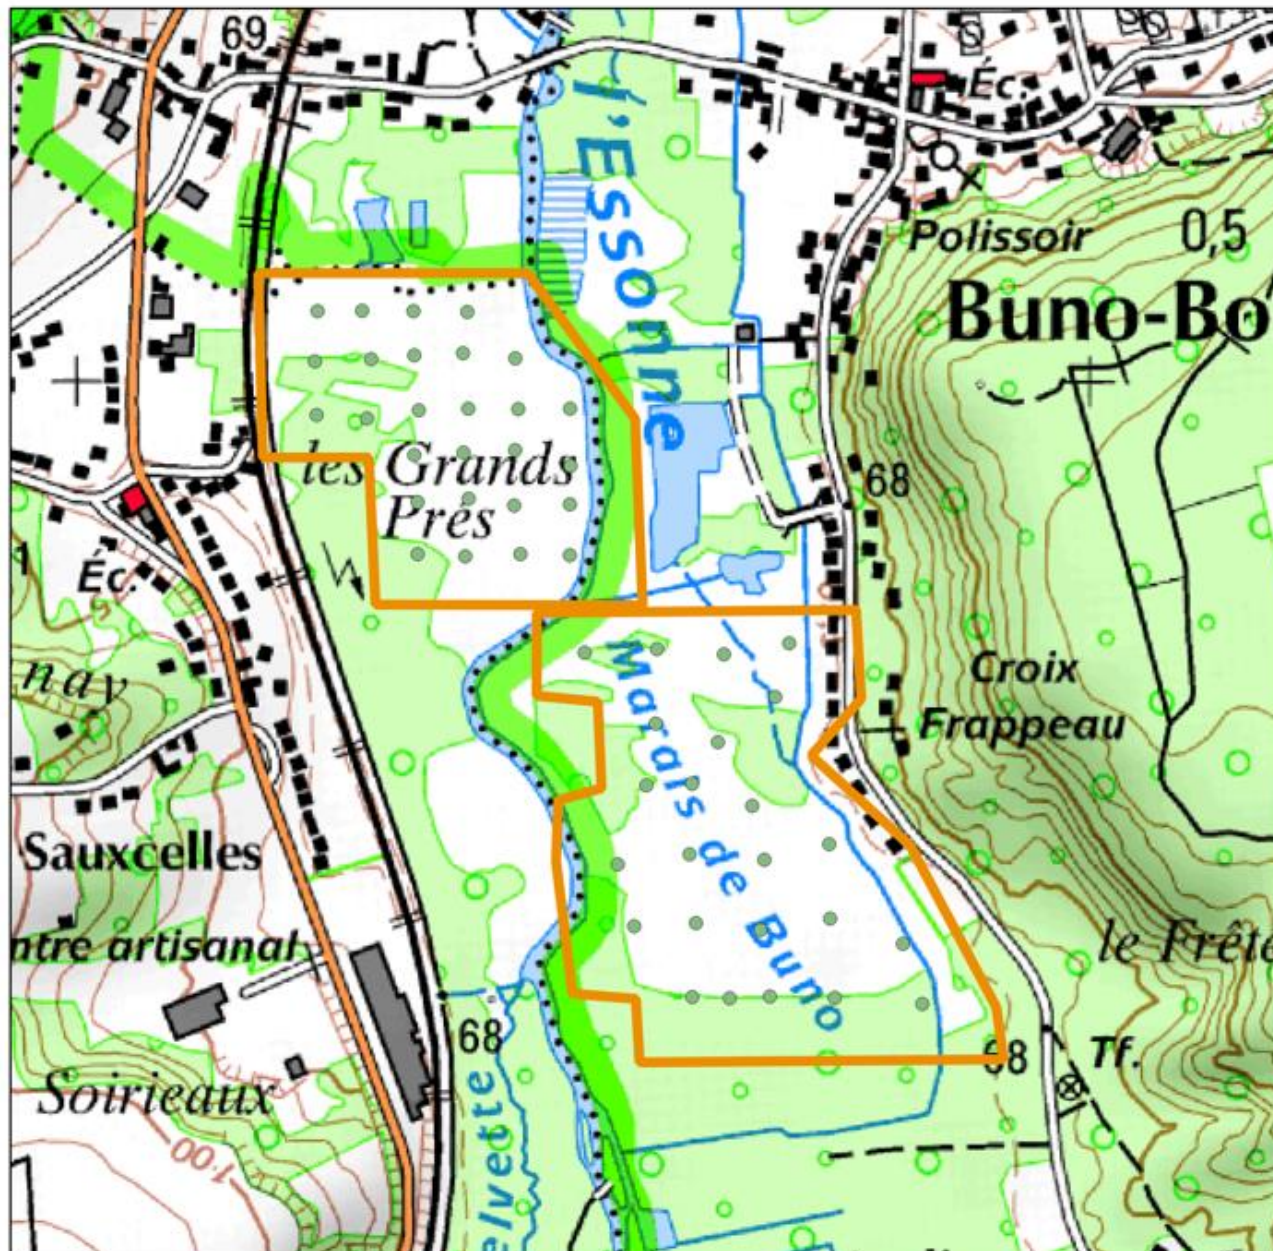 69
l'Essonne
Éc.
Polissoir
0,5
Buno-Bo
les Grands
Prés
68
Éc.
nay
Croix
Frappeau
Marais de Buno
Sauxcelles
ntre artisanal
le Frête
68
68
Tf.
Soirieaux
100
elvette